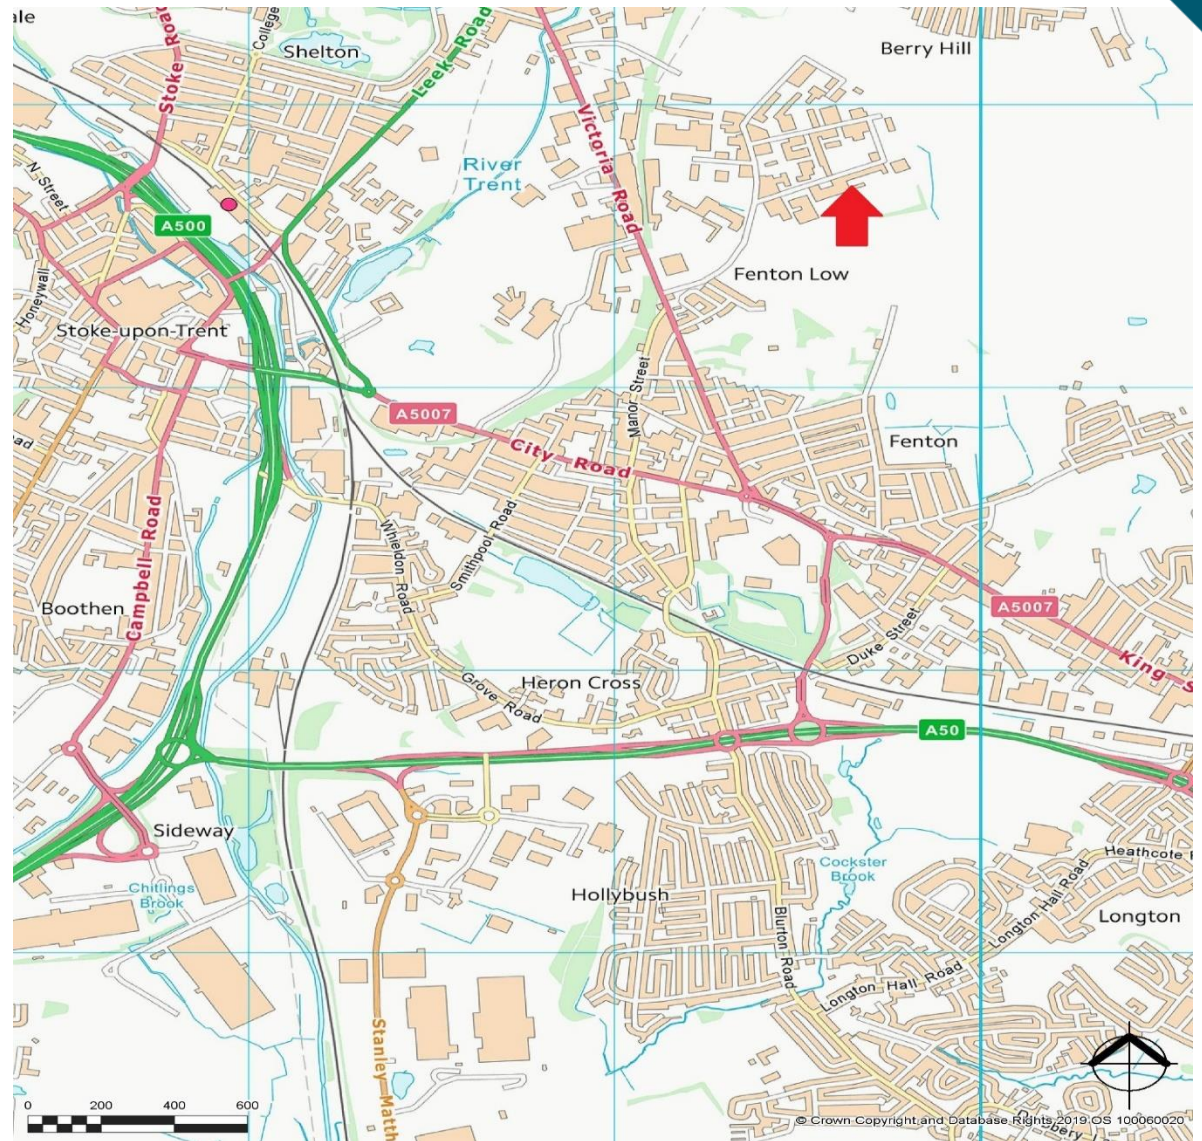 ale
Stoke Roa
College
Shelton
Leek Road
Berry Hill
Victoria Road
River
Trent
N Street
A500
Fenton Low
Honeywall
Stoke-upon-Trent
Manor Street
A5007
City Road
Fenton
oad
Campbell Road
Whieldon Road
Smithpool Road
Boothen
A5007
Duke Street
King S
Heron Cross
Grove Road
A50
Sideway
Cockster
Brook
Heathcote R
Chitlings
Brook
Hollybush
Longton Hall Road
Longton
Blurton Road
Longton Hall Road
Stanley Matth
0 200 400 600
© Crown Copyright and Database Rights 2019 OS 100060020